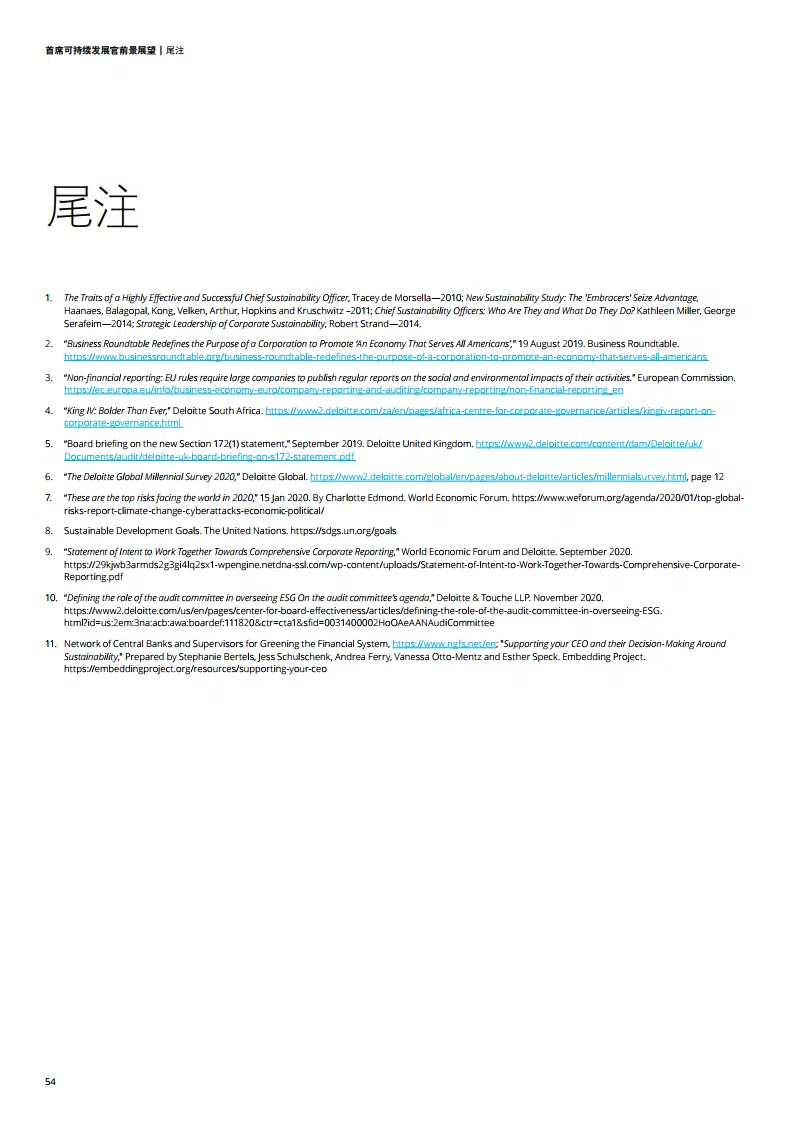 首席可持续发展官前景展望 | 尾注
尾注
1. The Traits of a Highly Effective and Successful Chief Sustainability Officer, Tracey de Morsella—2010; New Sustainability Study: The 'Embracers' Seize Advantage,
Haanaes, Balagopal, Kong, Velken, Arthur, Hopkins and Kruschwitz –2011; Chief Sustainability Officers: Who Are They and What Do They Do? Kathleen Miller, George
Serafeim—2014; Strategic Leadership of Corporate Sustainability, Robert Strand—2014.
2. “Business Roundtable Redefines the Purpose of a Corporation to Promote ‘An Economy That Serves All Americans’,” 19 August 2019. Business Roundtable.
https://www.businessroundtable.org/business-roundtable-redefines-the-purpose-of-a-corporation-to-promote-an-economy-that-serves-all-americans
3. “Non-financial reporting: EU rules require large companies to publish regular reports on the social and environmental impacts of their activities.” European Commission.
https://ec.europa.eu/info/business-economy-euro/company-reporting-and-auditing/company-reporting/non-financial-reporting_en
4. “King IV: Bolder Than Ever,” Deloitte South Africa. https://www2.deloitte.com/za/en/pages/africa-centre-for-corporate-governance/articles/kingiv-report-on-
corporate-governance.html
5. “Board briefing on the new Section 172(1) statement,” September 2019. Deloitte United Kingdom. https://www2.deloitte.com/content/dam/Deloitte/uk/
Documents/audit/deloitte-uk-board-briefing-on-s172-statement.pdf
6. “The Deloitte Global Millennial Survey 2020,” Deloitte Global. https://www2.deloitte.com/global/en/pages/about-deloitte/articles/millennialsurvey.html, page 12
7. “These are the top risks facing the world in 2020,” 15 Jan 2020. By Charlotte Edmond. World Economic Forum. https://www.weforum.org/agenda/2020/01/top-global-
risks-report-climate-change-cyberattacks-economic-political/
8. Sustainable Development Goals. The United Nations. https://sdgs.un.org/goals
9. “Statement of Intent to Work Together Towards Comprehensive Corporate Reporting,” World Economic Forum and Deloitte. September 2020.
https://29kjwb3armds2g3gi4lq2sx1-wpengine.netdna-ssl.com/wp-content/uploads/Statement-of-Intent-to-Work-Together-Towards-Comprehensive-Corporate-
Reporting.pdf
10. “Defining the role of the audit committee in overseeing ESG On the audit committee’s agenda,” Deloitte & Touche LLP. November 2020.
https://www2.deloitte.com/us/en/pages/center-for-board-effectiveness/articles/defining-the-role-of-the-audit-committee-in-overseeing-ESG.
html?id=us:2em:3na:acb:awa:boardef:111820&ctr=cta1&sfid=0031400002HoOAeAANAudiCommittee
11. Network of Central Banks and Supervisors for Greening the Financial System, https://www.ngfs.net/en; "Supporting your CEO and their Decision-Making Around
Sustainability," Prepared by Stephanie Bertels, Jess Schulschenk, Andrea Ferry, Vanessa Otto-Mentz and Esther Speck. Embedding Project.
https://embeddingproject.org/resources/supporting-your-ceo
54